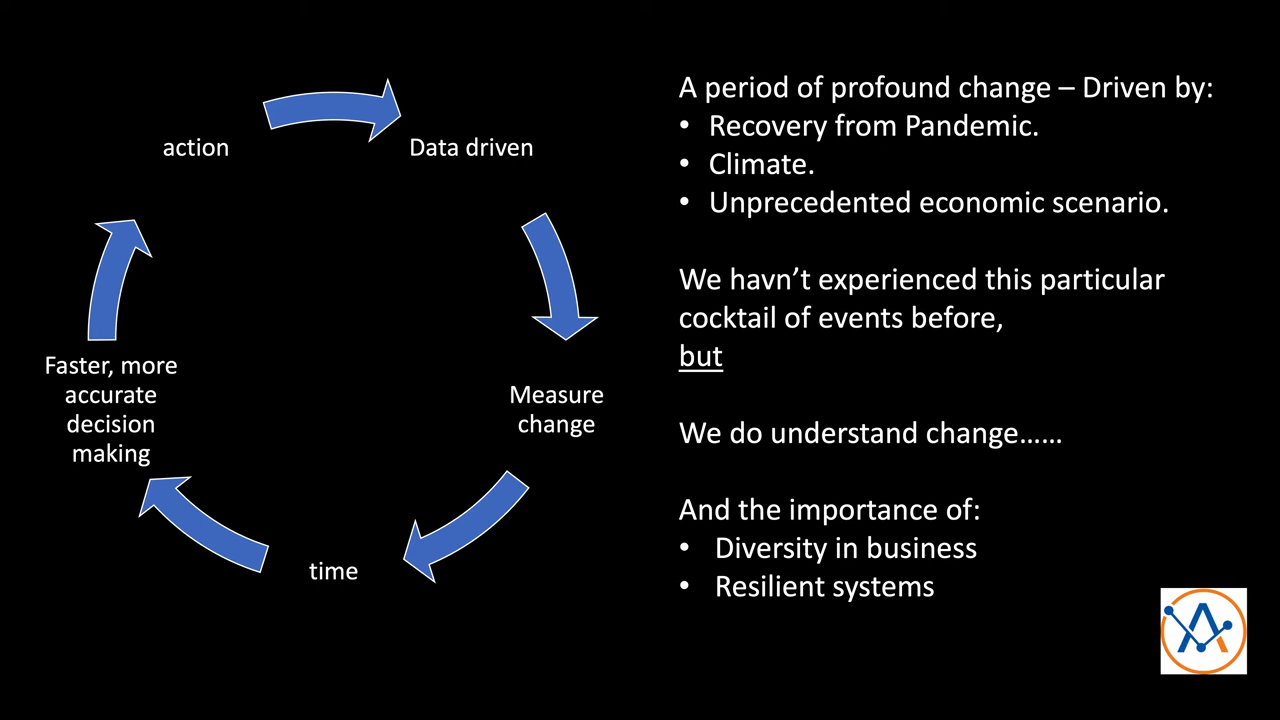 action
Data driven
Measure
change
time
Faster, more
accurate
decision
making
A period of profound change – Driven by:
• Recovery from Pandemic.
• Climate.
• Unprecedented economic scenario.
We havn’t experienced this particular
cocktail of events before,
but
We do understand change……
And the importance of:
• Diversity in business
• Resilient systems